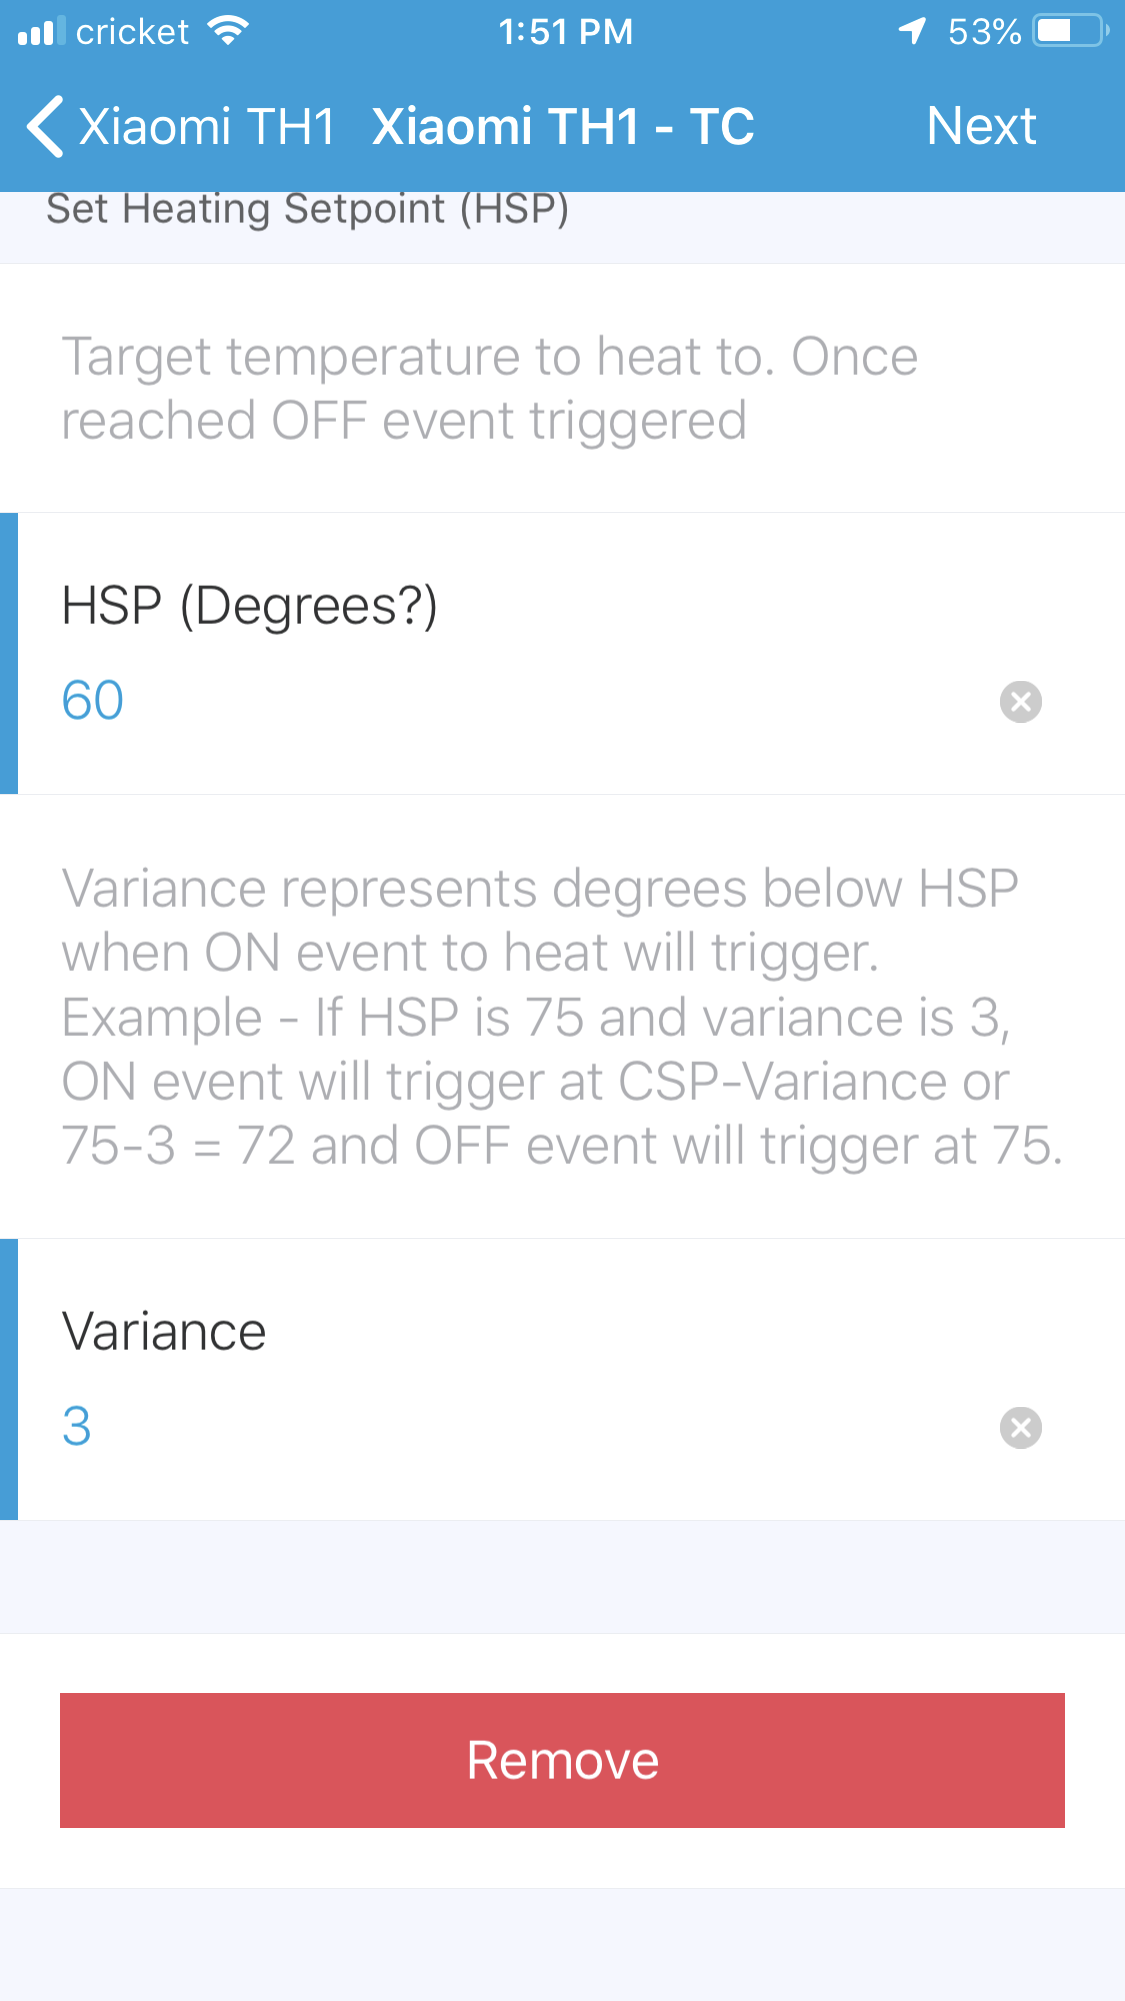 cricket 1:51 PM 53%
Xiaomi TH1 Xiaomi TH1 - TC Next
Set Heating Setpoint (HSP)
Target temperature to heat to. Once
reached OFF event triggered
HSP (Degrees?)
60
Variance represents degrees below HSP
when ON event to heat will trigger.
Example - If HSP is 75 and variance is 3,
ON event will trigger at CSP-Variance or
75-3 = 72 and OFF event will trigger at 75.
Variance
3
Remove